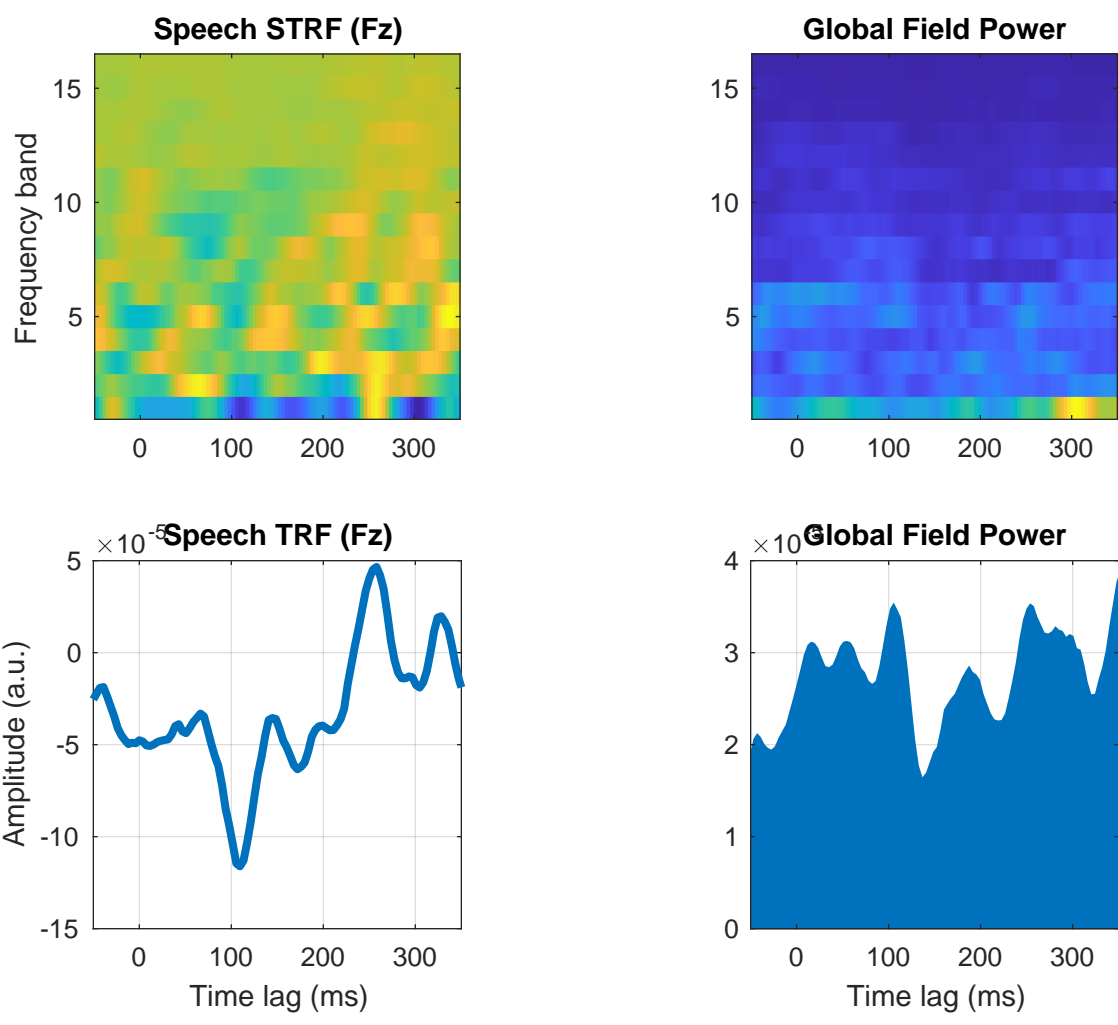 Speech STRF (Fz)
Frequency band
15
10
5
0 100 200 300
Global Field Power
15
10
5
0 100 200 300
Speech TRF (Fz)
×10-5
Amplitude (a.u.)
5
0
-5
-10
-15
0 100 200 300
Time lag (ms)
Global Field Power
×10-5
4
3
2
1
0
0 100 200 300
Time lag (ms)